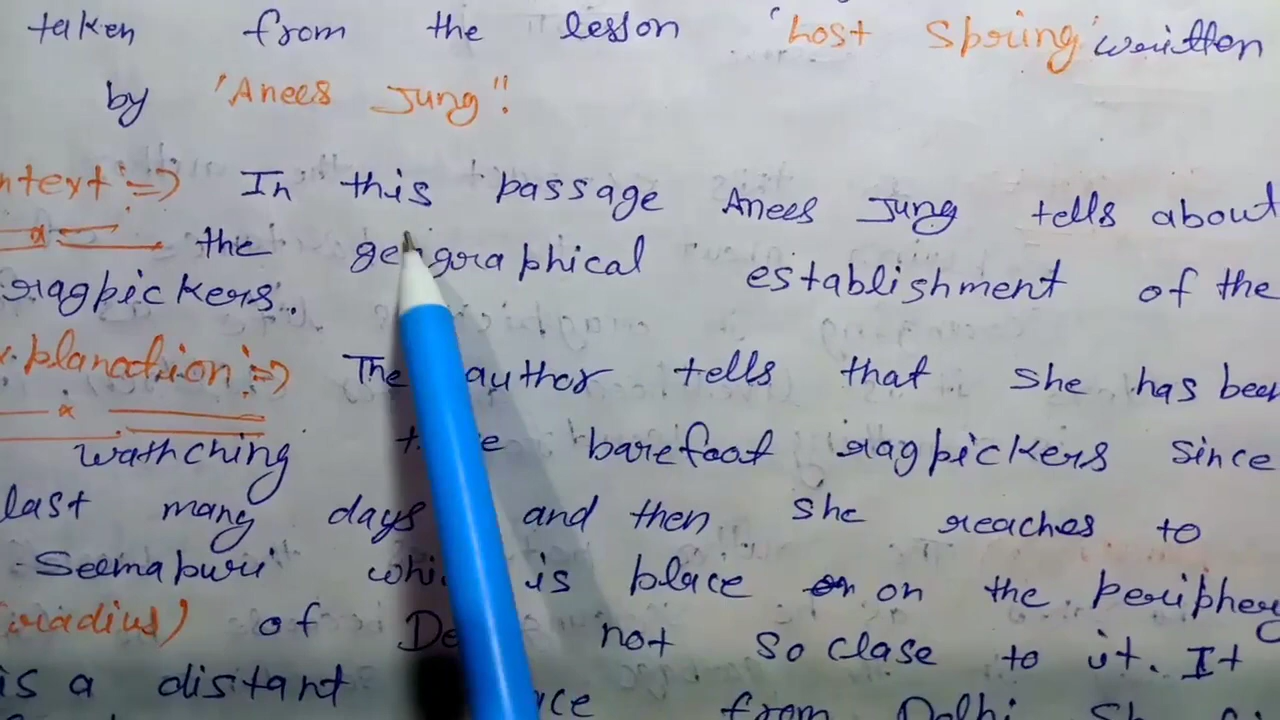 taken from the lesson 'Lost Spring' written
by 'Anees Jung".
ntext :=) In this passage Anees Jung tells about
the geographical establishment of the
ragpickers.
x. planation :=) The author tells that she has been
wathching the barefoot ragpickers since
last many days and then she reaches to
'Seemapuri' which is place on the periphery
(radius) of not so close to it. It
is a distant from Delhi